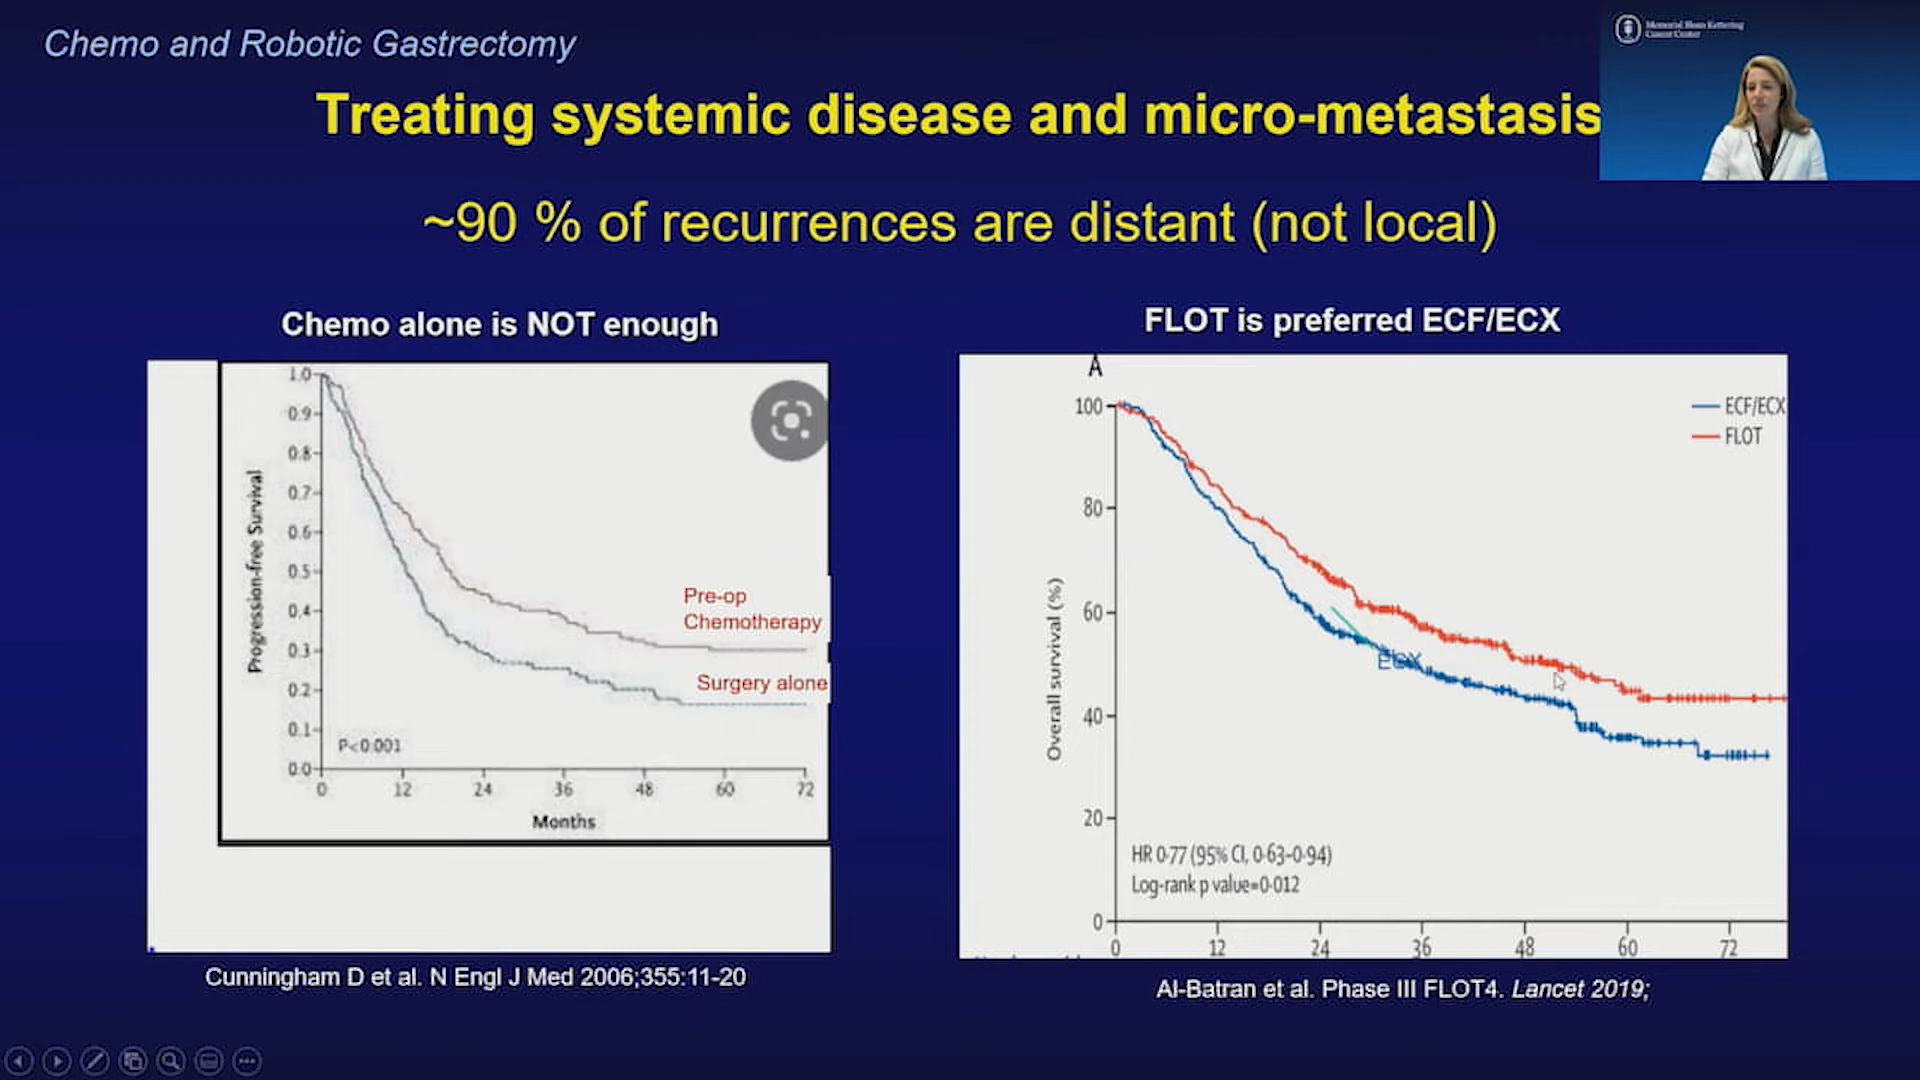 Chemo and Robotic Gastrectomy
Memorial Sloan Kettering
Cancer Center
Treating systemic disease and micro-metastasis
~90 % of recurrences are distant (not local)
Chemo alone is NOT enough
1.0
0.9
0.8
0.7
0.6
0.5
0.4
0.3
0.2
0.1
0.0
Progression-free Survival
Pre-op
Chemotherapy
Surgery alone
P<0.001
0 12 24 36 48 60 72
Months
Cunningham D et al. N Engl J Med 2006;355:11-20
FLOT is preferred ECF/ECX
A
100
80
60
40
20
0
Overall survival (%)
ECF/ECX
FLOT
ECX
HR 0·77 (95% CI, 0·63–0·94)
Log-rank p value=0·012
0 12 24 36 48 60 72
Al-Batran et al. Phase III FLOT4. Lancet 2019;